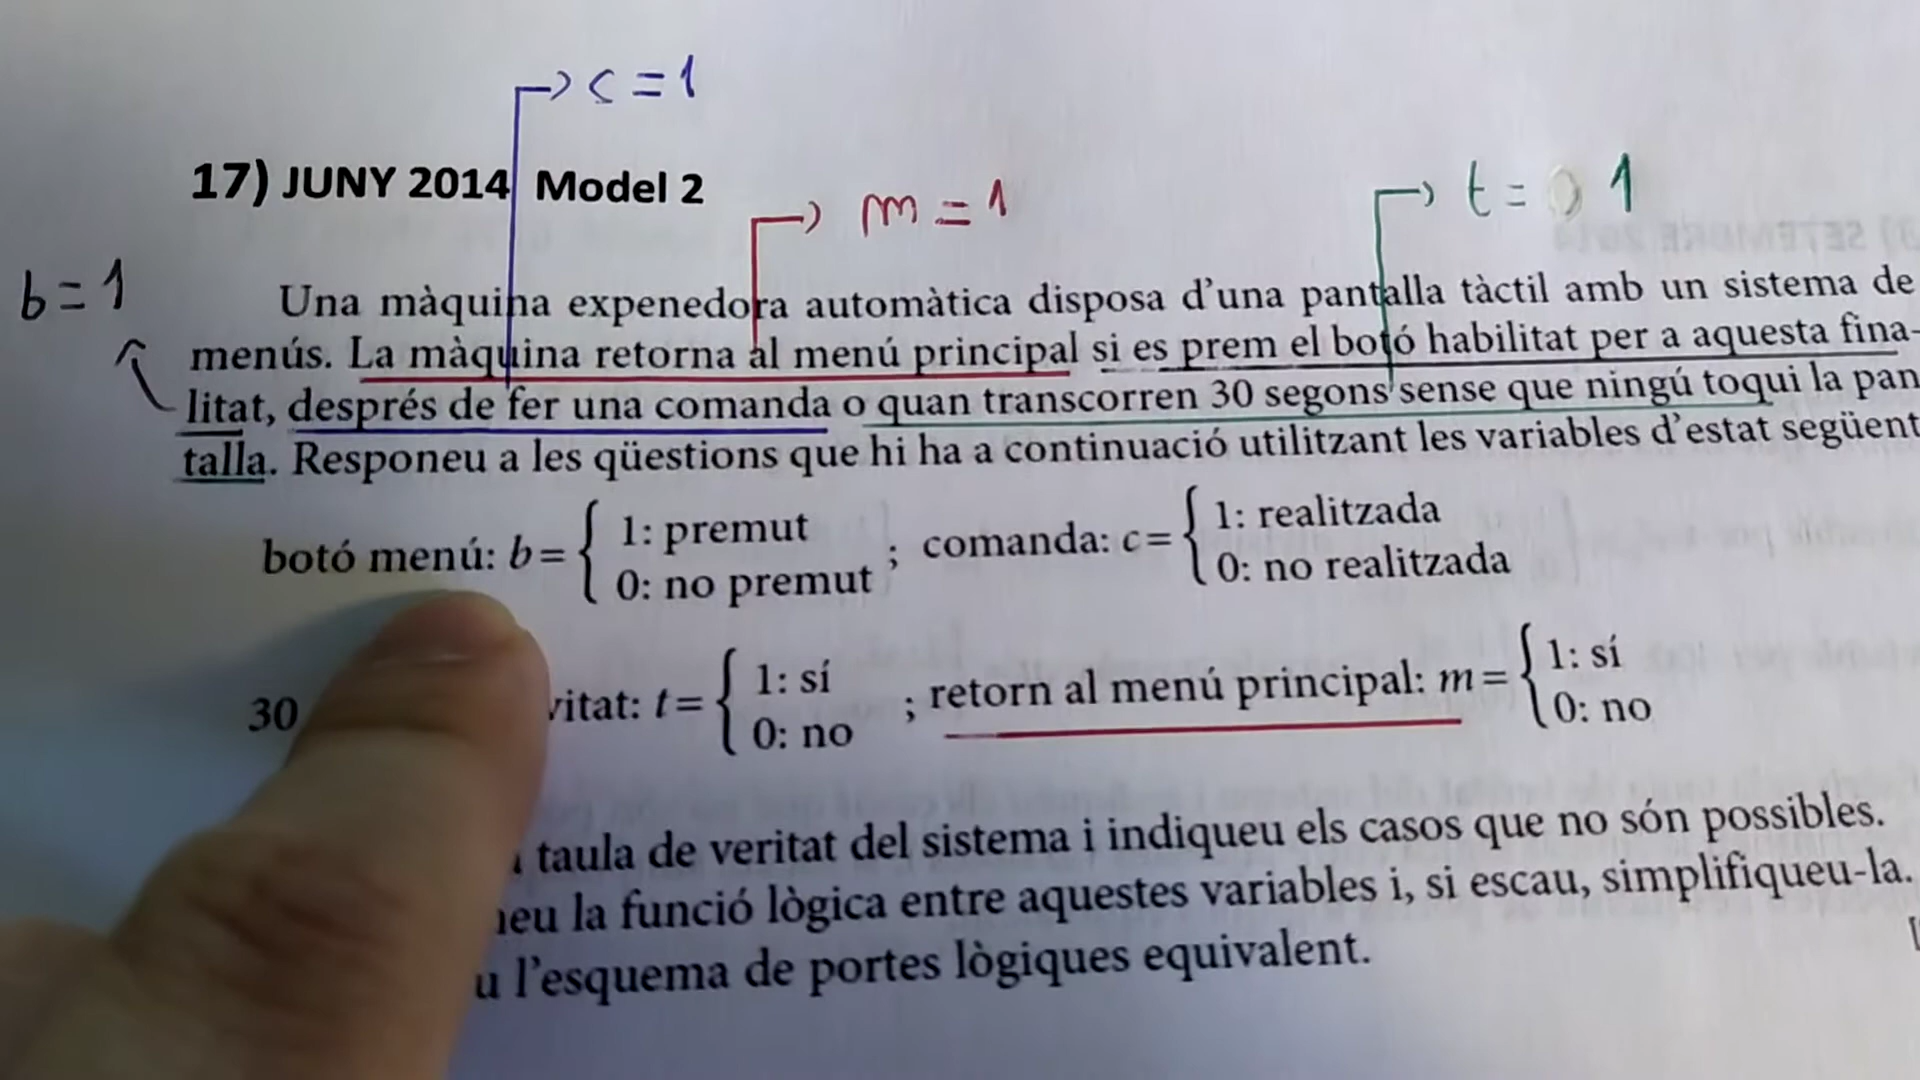 c = 1
17) JUNY 2014 Model 2
m = 1
t = 1
b = 1
Una màquina expenedora automàtica disposa d'una pantalla tàctil amb un sistema de
menús. La màquina retorna al menú principal si es prem el botó habilitat per a aquesta fina-
litat, després de fer una comanda o quan transcorren 30 segons sense que ningú toqui la pan
talla. Responeu a les qüestions que hi ha a continuació utilitzant les variables d'estat següent
botó menú: b = { 1: premut 0: no premut ; comanda: c = { 1: realitzada 0: no realitzada
30 vitat: t = { 1: sí 0: no ; retorn al menú principal: m = { 1: sí 0: no
taula de veritat del sistema i indiqueu els casos que no són possibles.
neu la funció lògica entre aquestes variables i, si escau, simplifiqueu-la.
[
u l'esquema de portes lògiques equivalent.